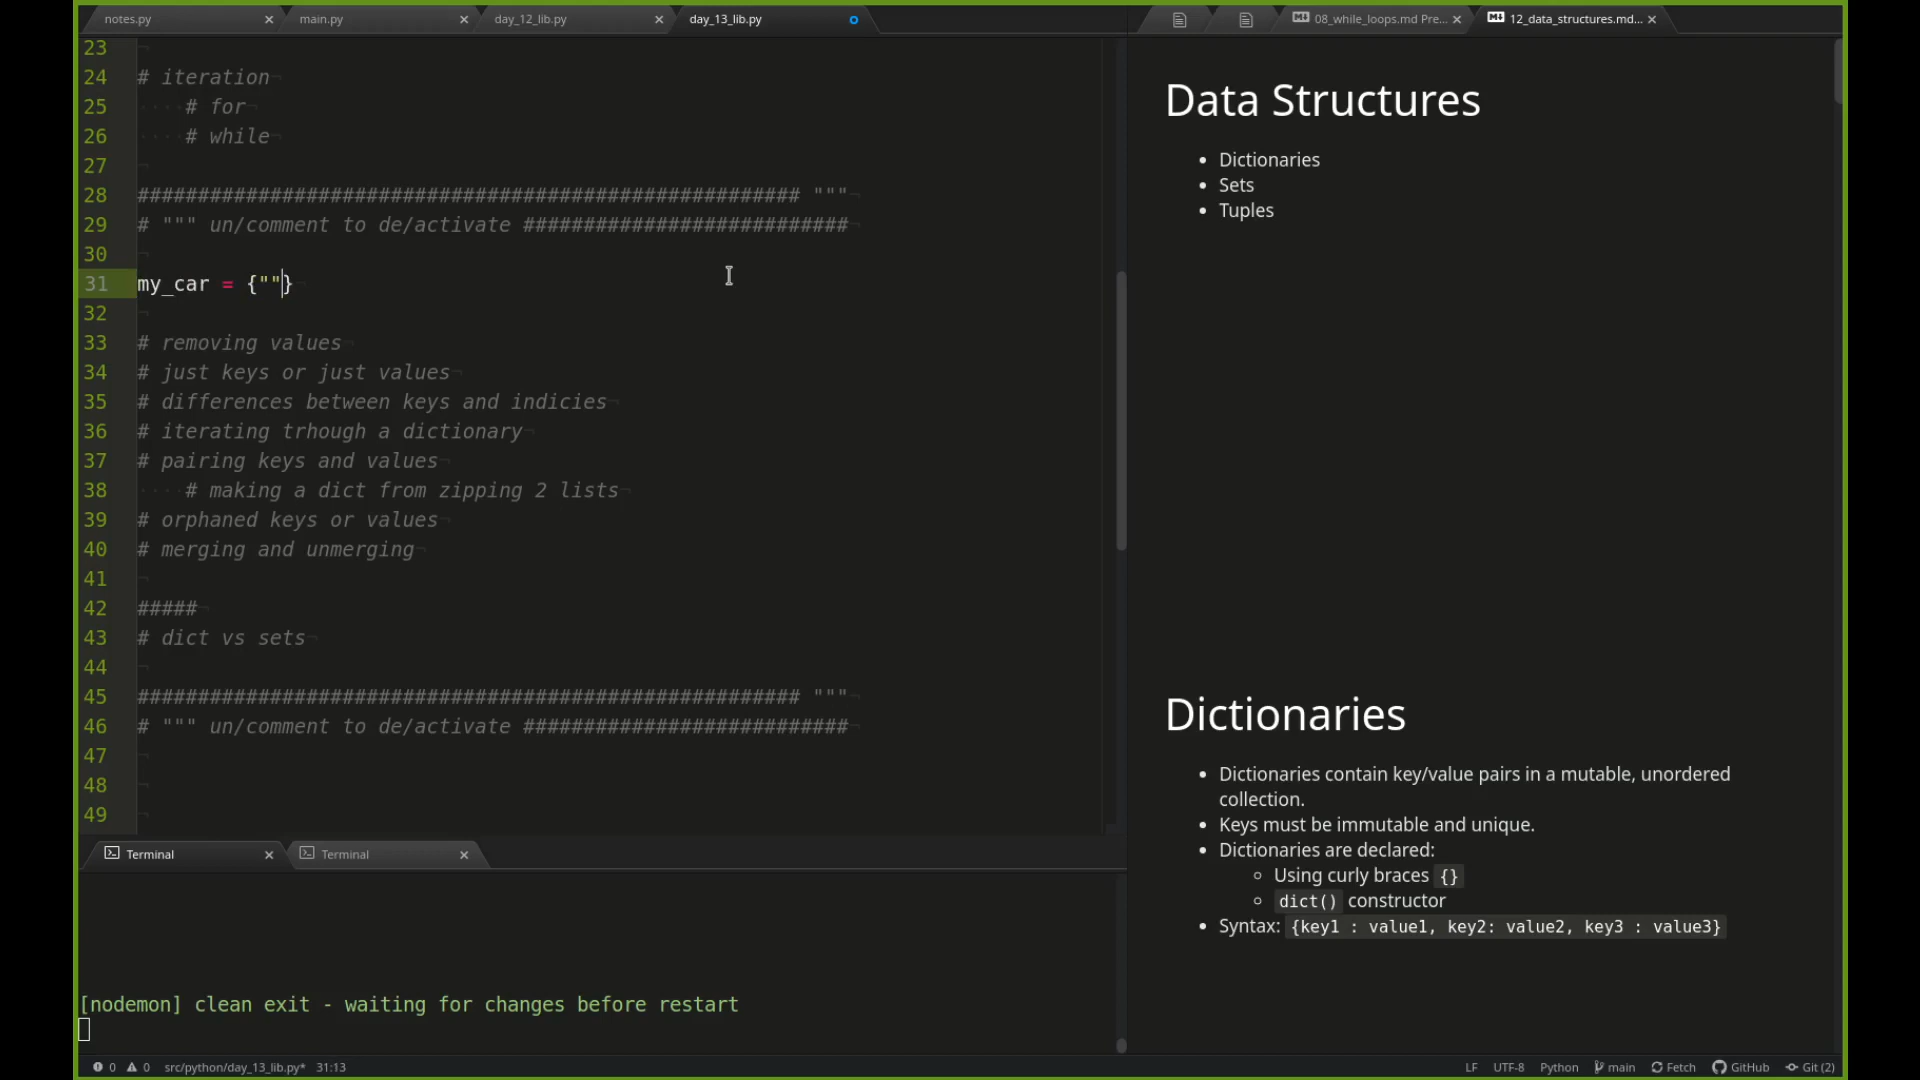 notes.py
main.py
day_12_lib.py
day_13_lib.py
08_while_loops.md Pre...
12_data_structures.md...
23
24 # iteration
25 # for
26 # while
27
28 ####################################################### """
29 # """ un/comment to de/activate ###########################
30
31 my_car = {""}
32
33 # removing values
34 # just keys or just values
35 # differences between keys and indicies
36 # iterating trhough a dictionary
37 # pairing keys and values
38 # making a dict from zipping 2 lists
39 # orphaned keys or values
40 # merging and unmerging
41
42 #####
43 # dict vs sets
44
45 ####################################################### """
46 # """ un/comment to de/activate ###########################
47
48
49
Data Structures
• Dictionaries
• Sets
• Tuples
Dictionaries
• Dictionaries contain key/value pairs in a mutable, unordered
collection.
• Keys must be immutable and unique.
• Dictionaries are declared:
◦ Using curly braces {}
◦ dict() constructor
• Syntax: {key1 : value1, key2: value2, key3 : value3}
Terminal
Terminal
[nodemon] clean exit - waiting for changes before restart
0 0 src/python/day_13_lib.py* 31:13
LF UTF-8 Python main Fetch GitHub Git (2)